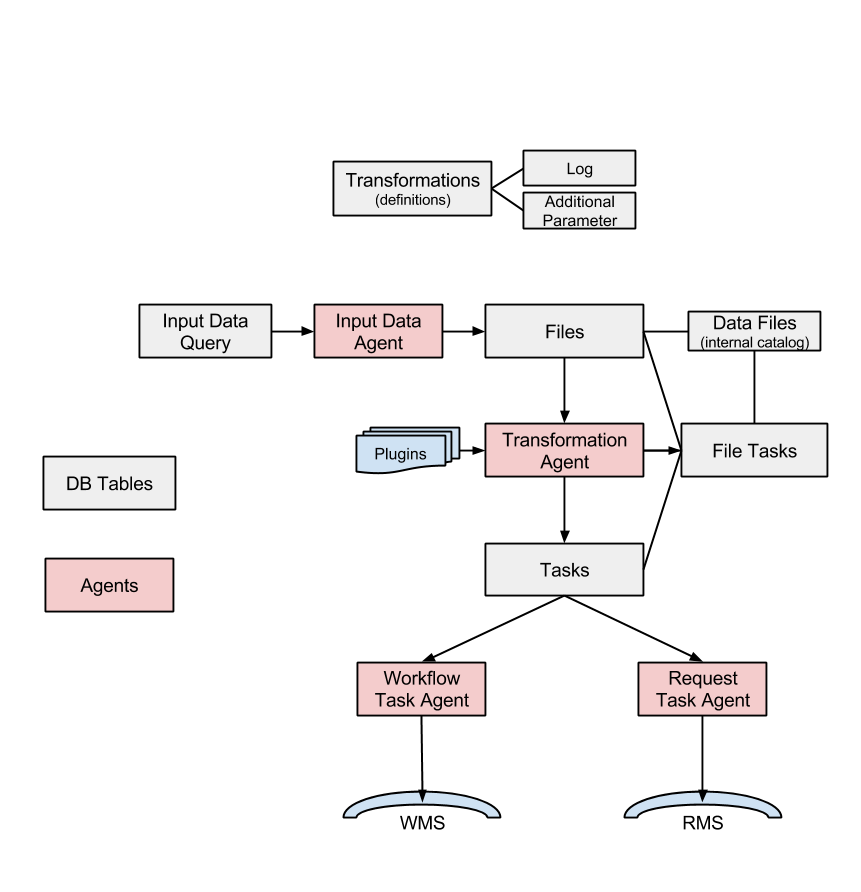 Transformations
(definitions)
Log
Additional
Parameter
Input Data
Query
Input Data
Agent
Files
Data Files
(internal catalog)
Plugins
Transformation
Agent
File Tasks
DB Tables
Tasks
Agents
Workflow
Task Agent
Request
Task Agent
WMS
RMS